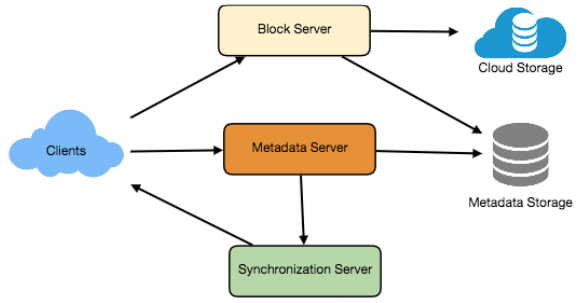 Block Server
Cloud Storage
Clients
Metadata Server
Metadata Storage
Synchronization Server